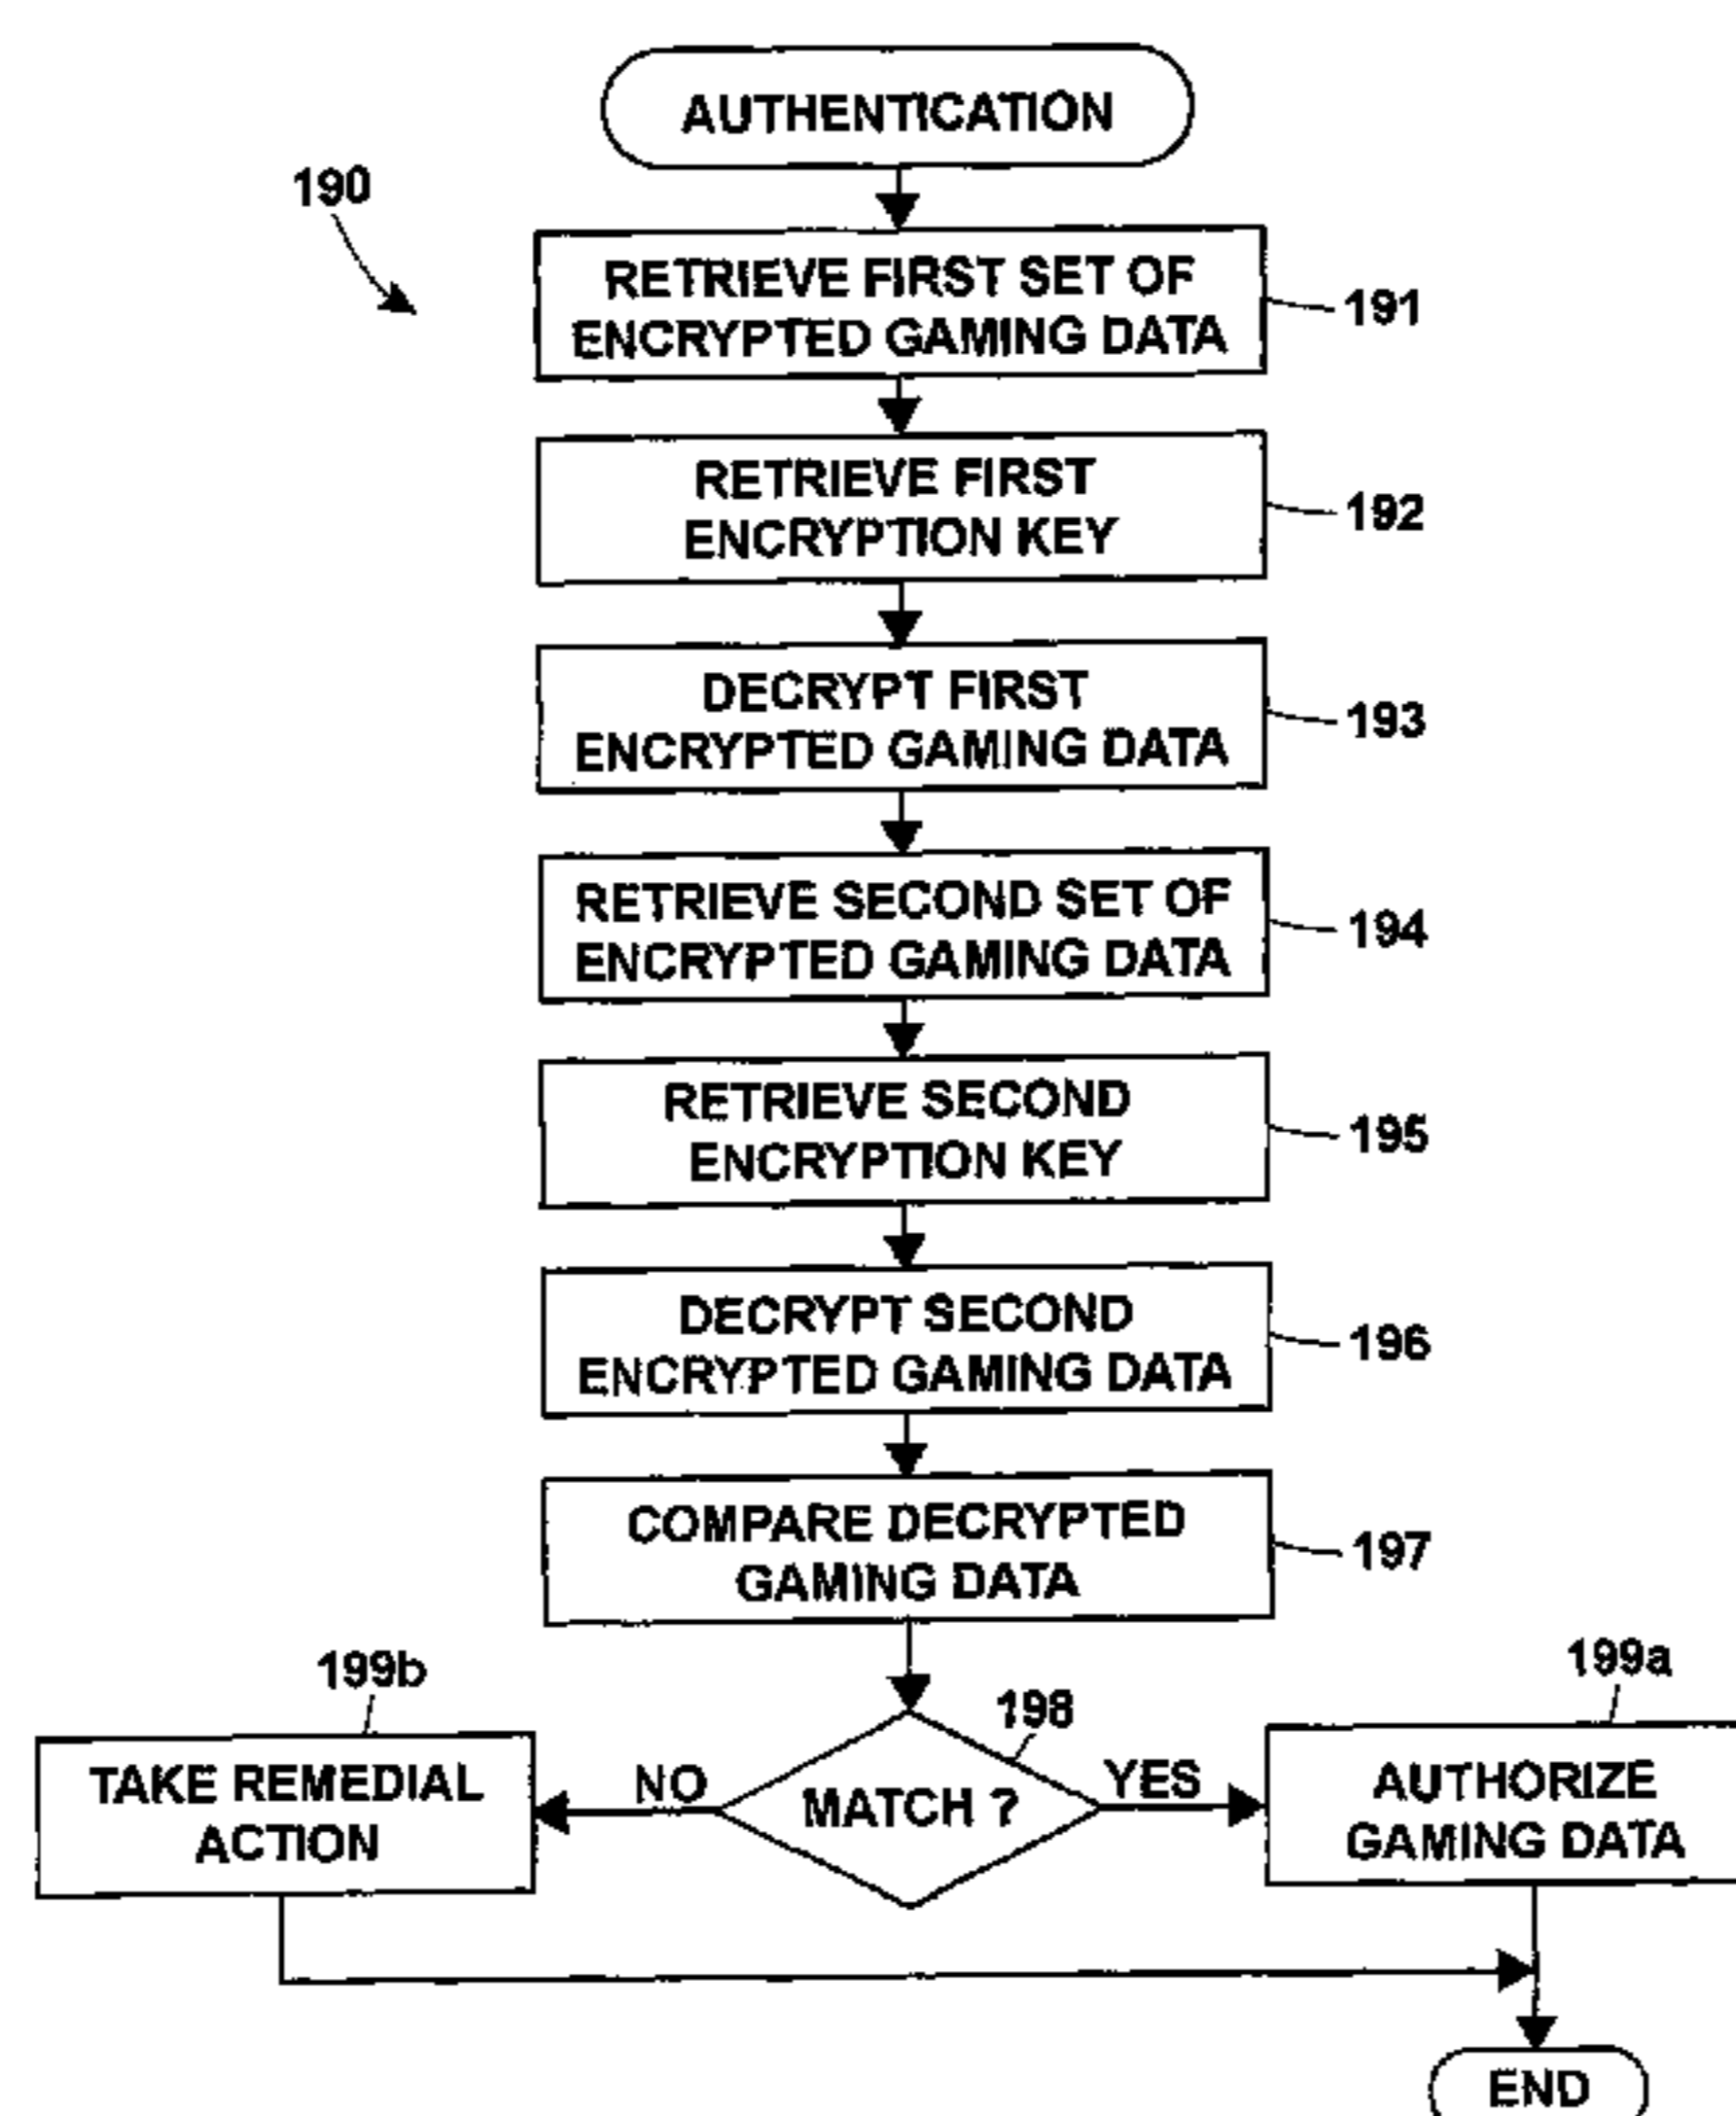 AUTHENTICATION
190
RETRIEVE FIRST SET OF
ENCRYPTED GAMING DATA
191
RETRIEVE FIRST
ENCRYPTION KEY
192
DECRYPT FIRST
ENCRYPTED GAMING DATA
193
RETRIEVE SECOND SET OF
ENCRYPTED GAMING DATA
194
RETRIEVE SECOND
ENCRYPTION KEY
195
DECRYPT SECOND
ENCRYPTED GAMING DATA
196
COMPARE DECRYPTED
GAMING DATA
197
199b
TAKE REMEDIAL
ACTION
NO
198
MATCH ?
YES
199a
AUTHORIZE
GAMING DATA
END